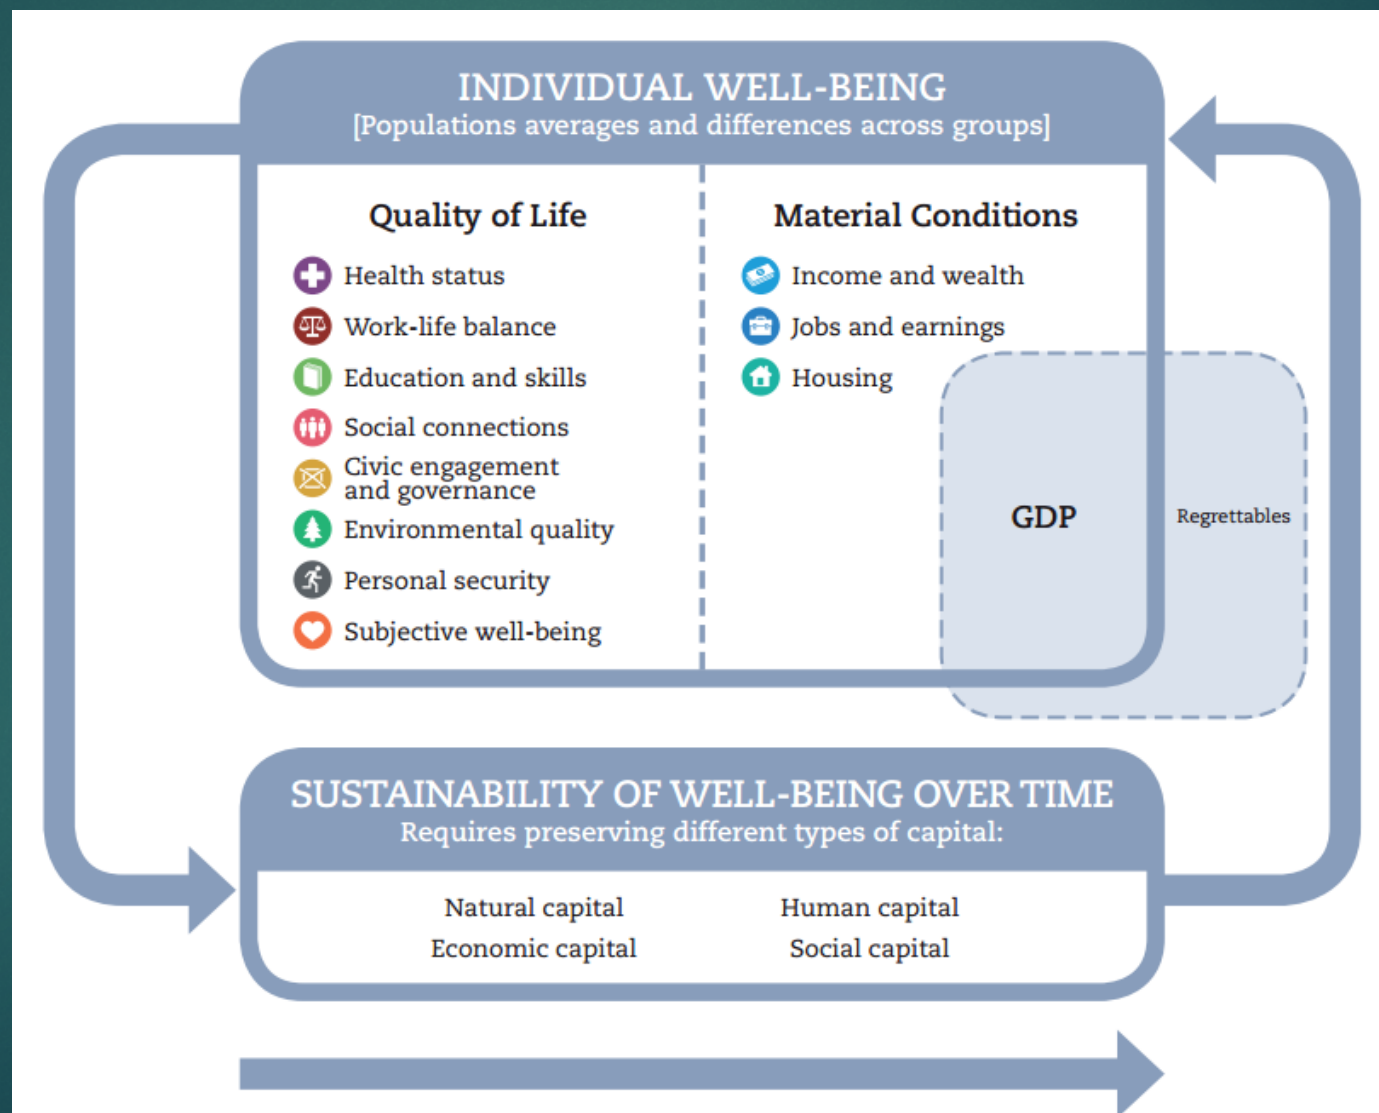 INDIVIDUAL WELL-BEING
[Populations averages and differences across groups]
Quality of Life
Health status
Work-life balance
Education and skills
Social connections
Civic engagement
and governance
Environmental quality
Personal security
Subjective well-being
Material Conditions
Income and wealth
Jobs and earnings
Housing
GDP
Regrettables
SUSTAINABILITY OF WELL-BEING OVER TIME
Requires preserving different types of capital:
Natural capital
Human capital
Economic capital
Social capital